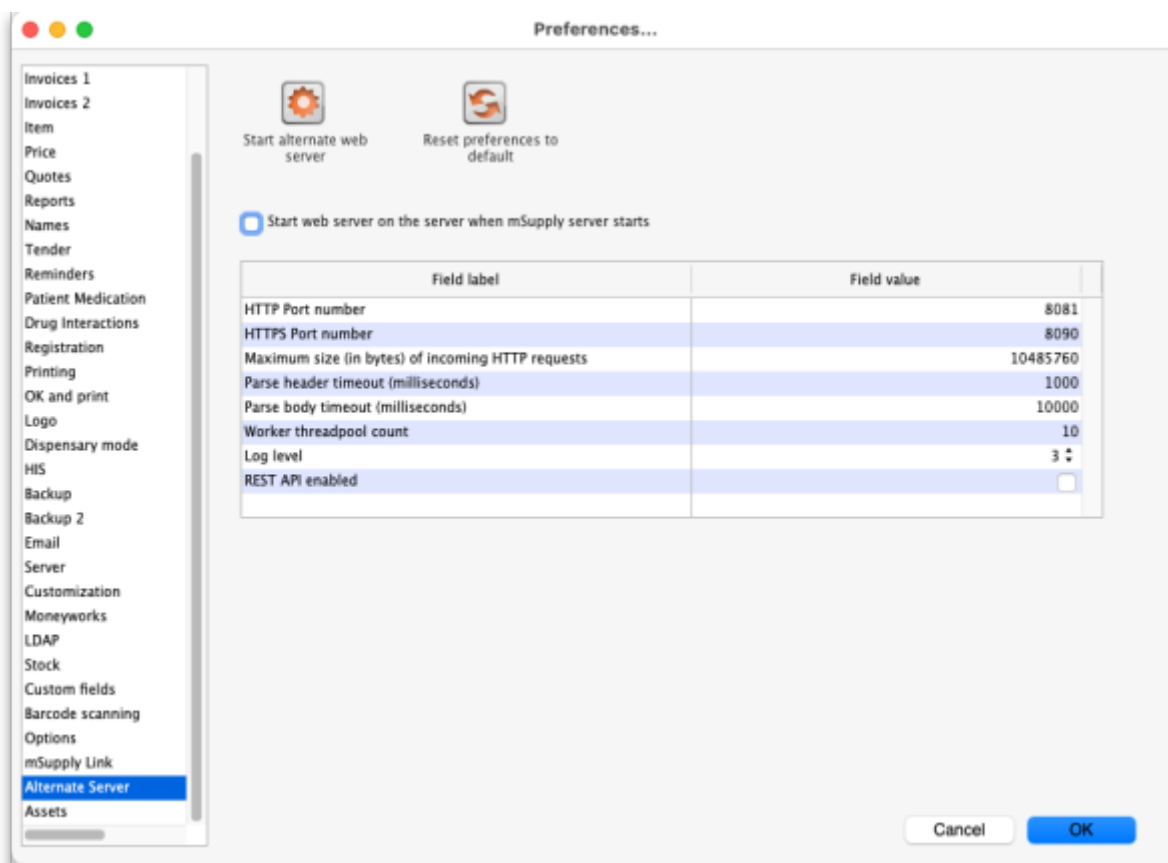 Preferences...
Invoices 1
Invoices 2
Item
Price
Quotes
Reports
Names
Tender
Reminders
Patient Medication
Drug Interactions
Registration
Printing
OK and print
Logo
Dispensary mode
HIS
Backup
Backup 2
Email
Server
Customization
Moneyworks
LDAP
Stock
Custom fields
Barcode scanning
Options
mSupply Link
Alternate Server
Assets
Start alternate web
server
Reset preferences to
default
Start web server on the server when mSupply server starts
Field label Field value
HTTP Port number 8081
HTTPS Port number 8090
Maximum size (in bytes) of incoming HTTP requests 10485760
Parse header timeout (milliseconds) 1000
Parse body timeout (milliseconds) 10000
Worker threadpool count 10
Log level 3
REST API enabled
Cancel OK